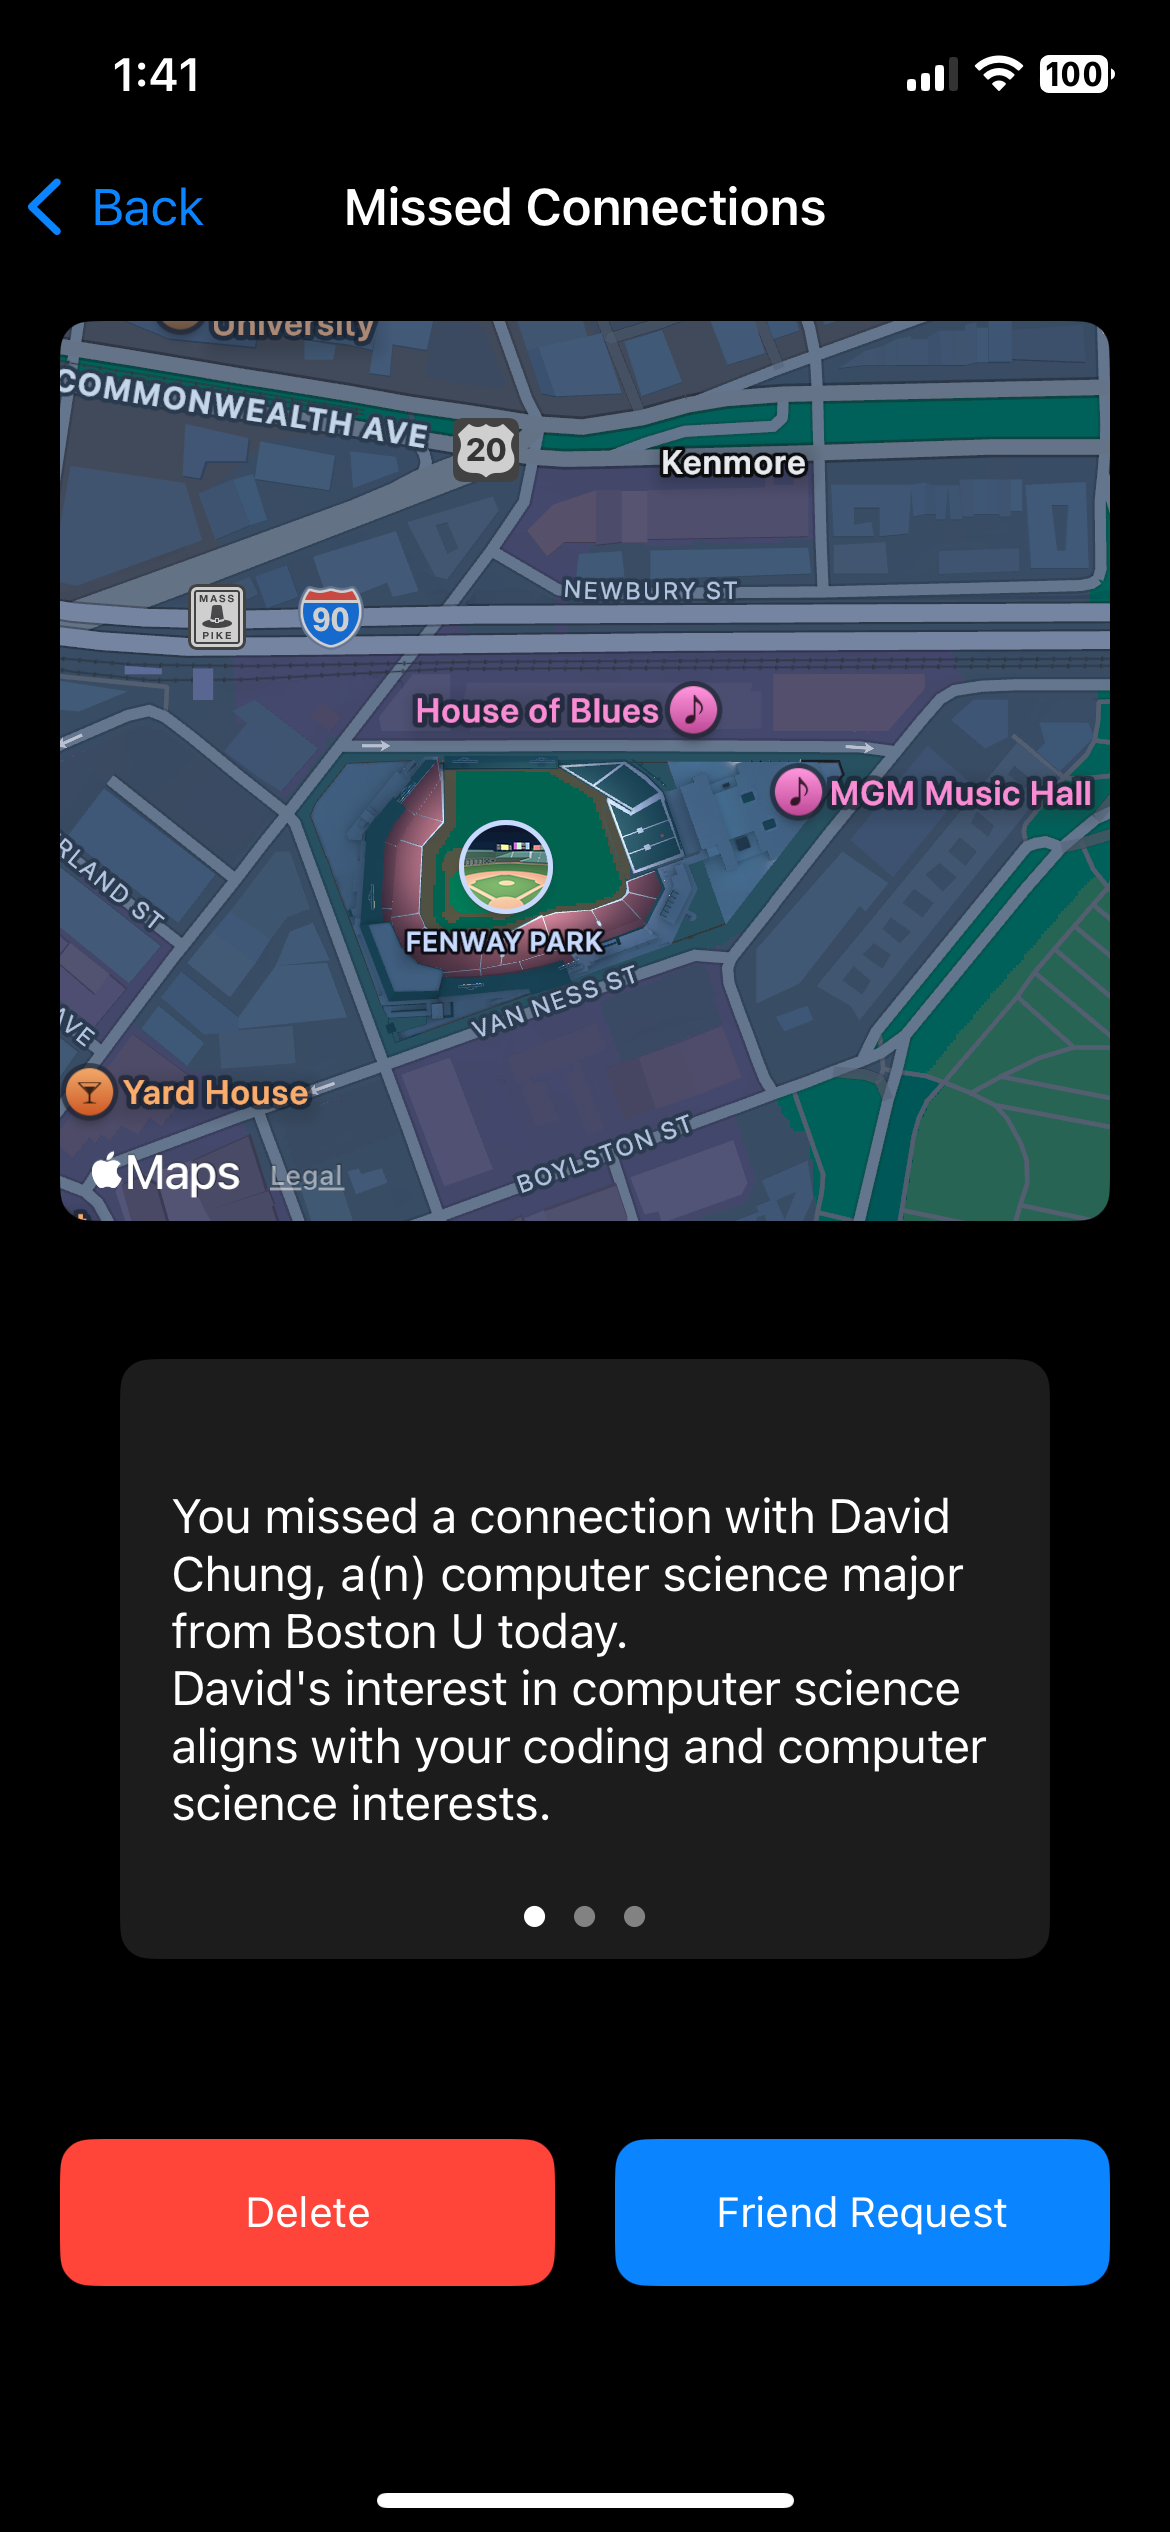 1:41
100
Back
Missed Connections
University
COMMONWEALTH AVE
20
Kenmore
NEWBURY ST
MASS
PIKE
90
House of Blues
MGM Music Hall
RLAND ST
FENWAY PARK
VAN NESS ST
AVE
Yard House
BOYLSTON ST
Maps
Legal
You missed a connection with David
Chung, a(n) computer science major
from Boston U today.
David's interest in computer science
aligns with your coding and computer
science interests.
Delete
Friend Request